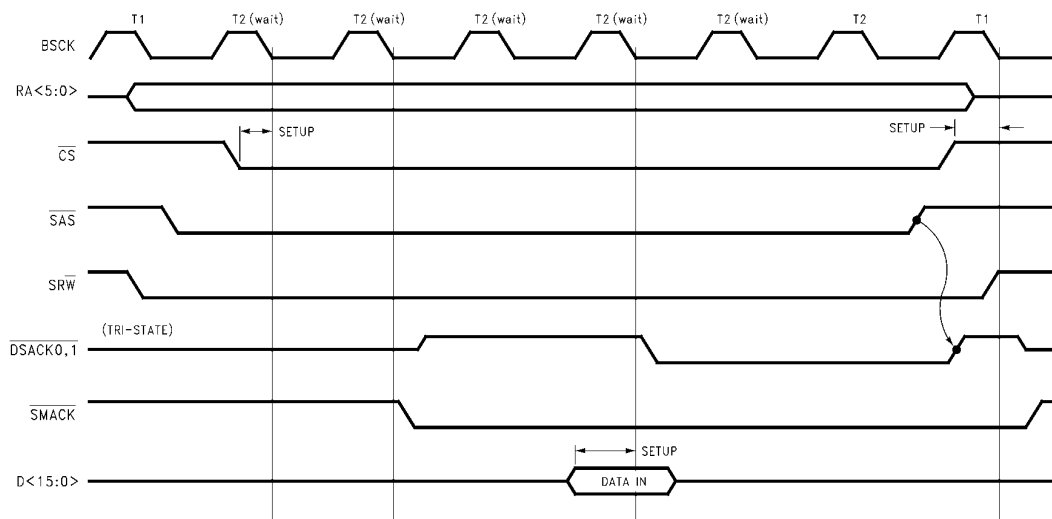 T1 T2 (wait) T2 (wait) T2 (wait) T2 (wait) T2 (wait) T2 T1
BSCK
RA<5:0>
SETUP SETUP
CS
SAS
SRW
(TRI-STATE)
DSACK0,1
SMACK
SETUP
D<15:0> DATA IN